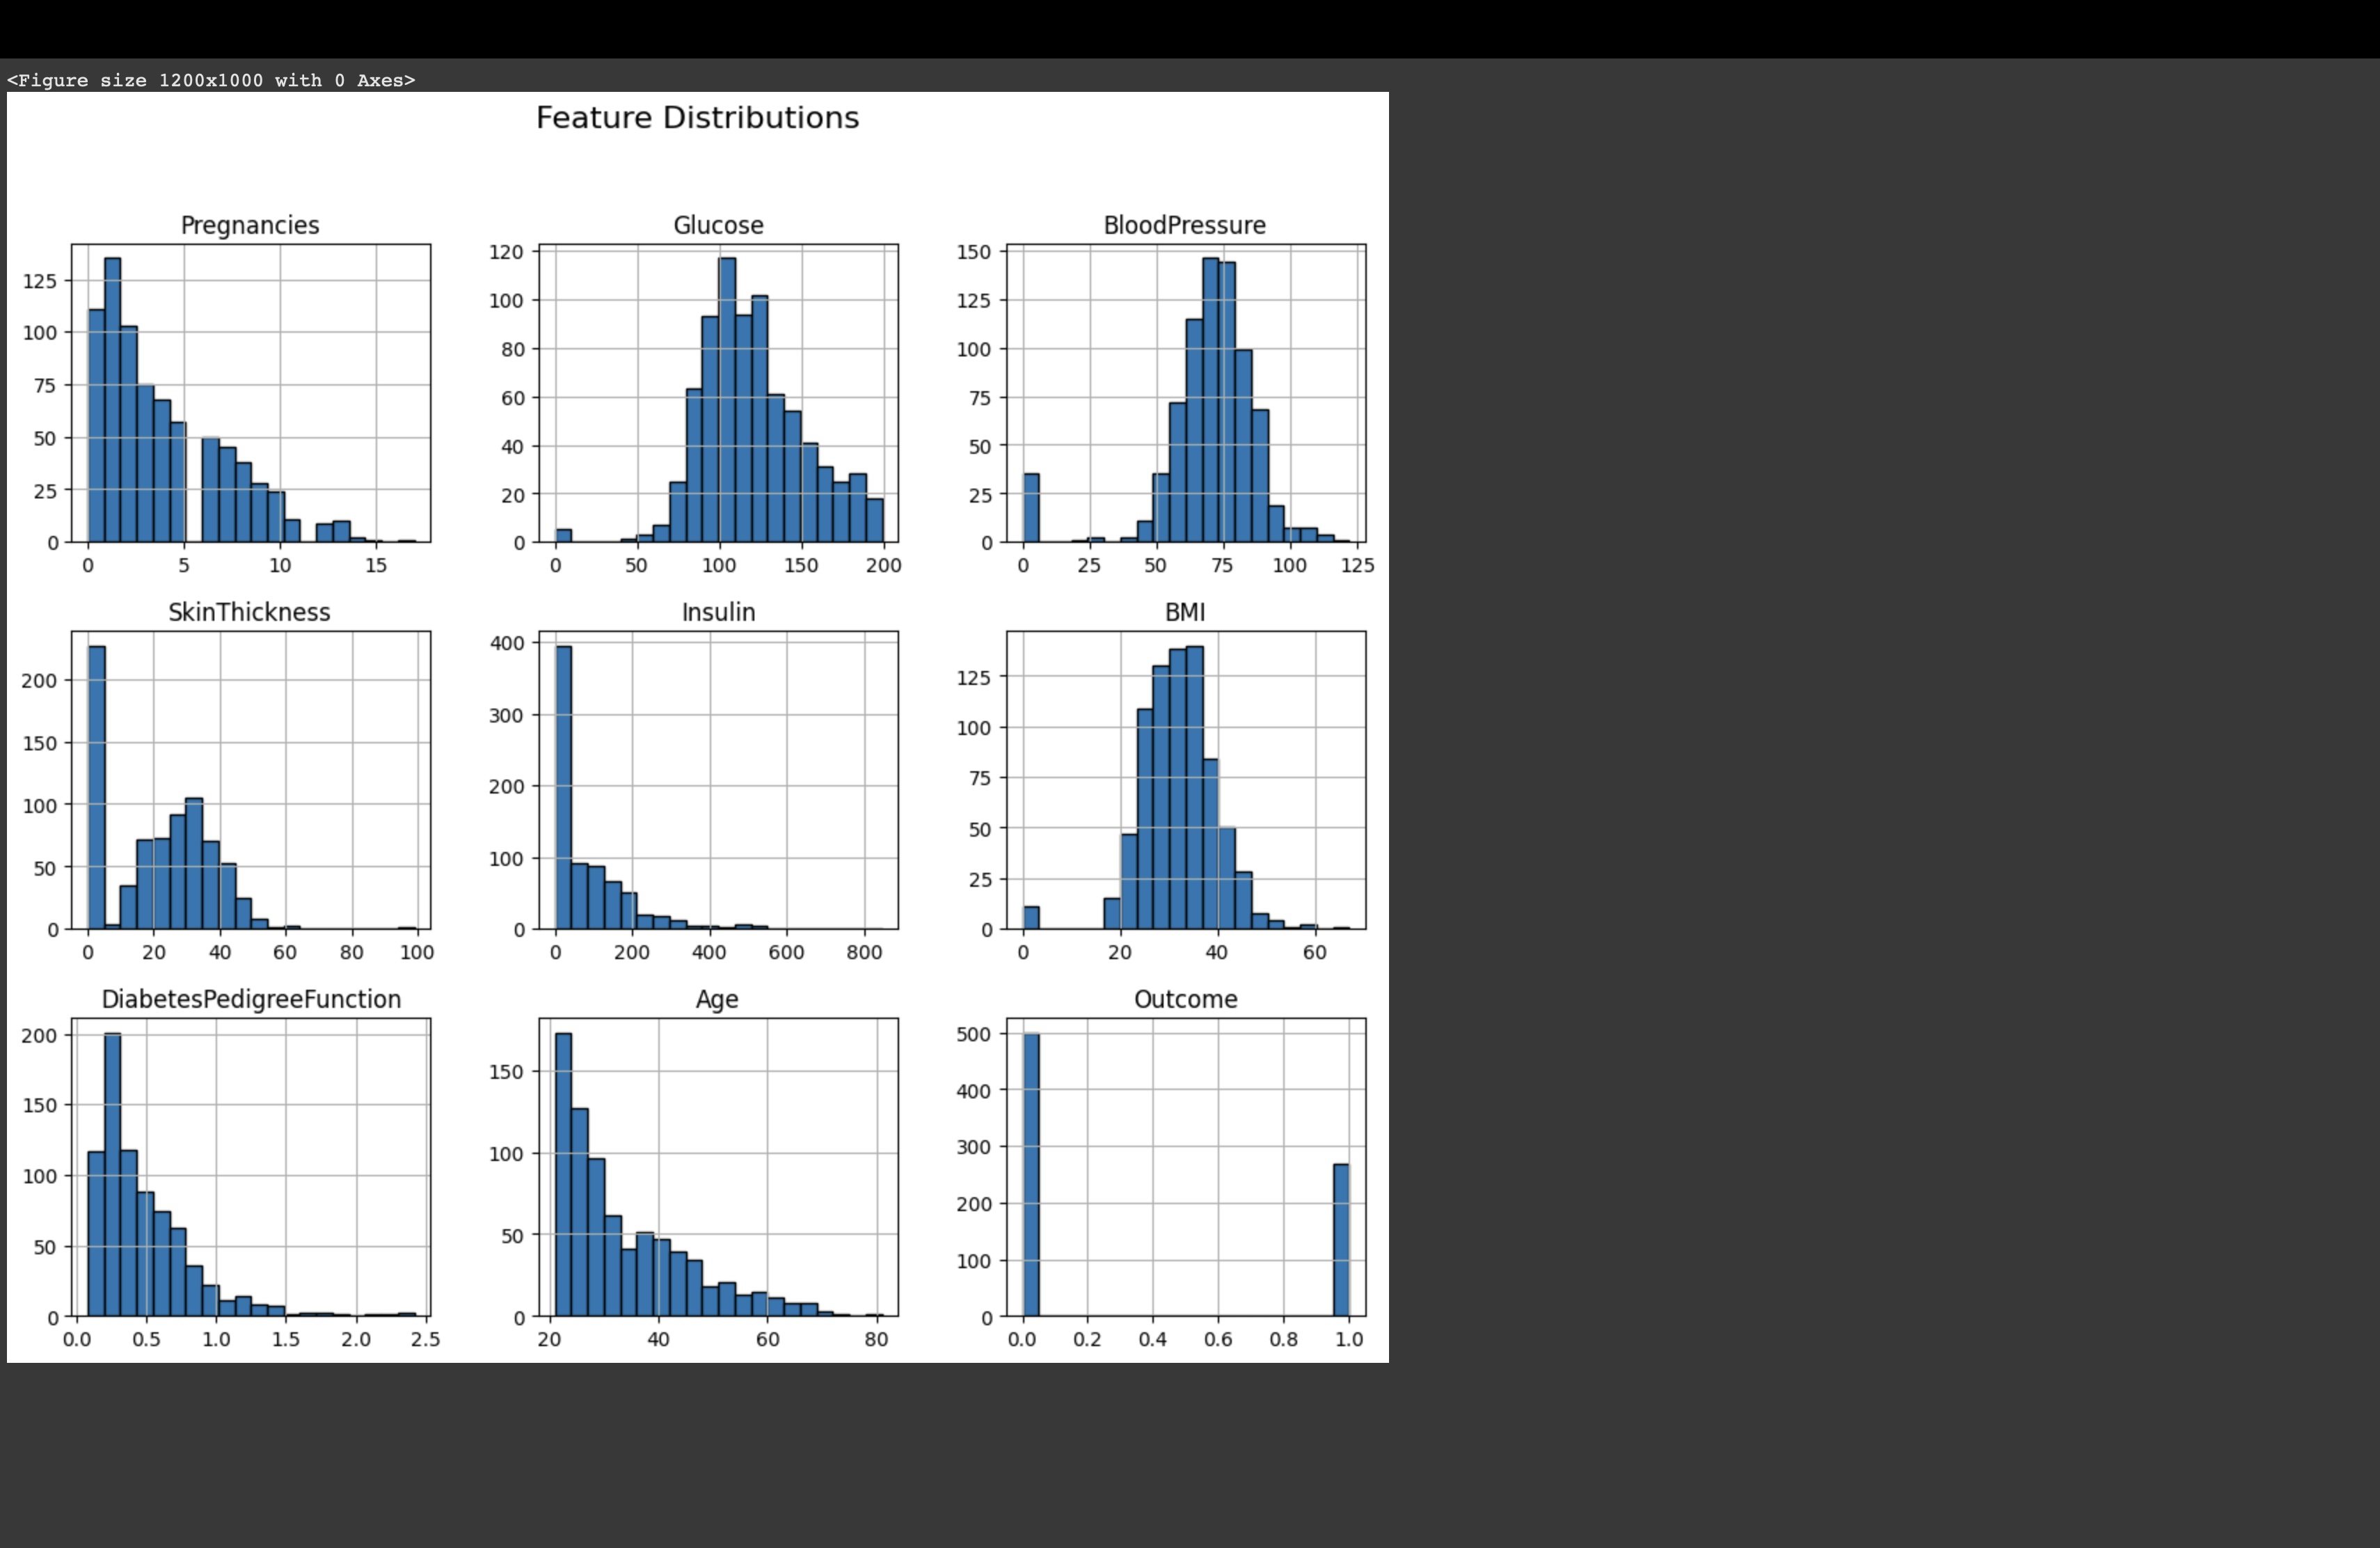 <Figure size 1200x1000 with 0 Axes>
Feature Distributions
Pregnancies
125
100
75
50
25
0
0 5 10 15
Glucose
120
100
80
60
40
20
0
0 50 100 150 200
BloodPressure
150
125
100
75
50
25
0
0 25 50 75 100 125
SkinThickness
200
150
100
50
0
0 20 40 60 80 100
Insulin
400
300
200
100
0
0 200 400 600 800
BMI
125
100
75
50
25
0
0 20 40 60
DiabetesPedigreeFunction
200
150
100
50
0
0.0 0.5 1.0 1.5 2.0 2.5
Age
150
100
50
0
20 40 60 80
Outcome
500
400
300
200
100
0
0.0 0.2 0.4 0.6 0.8 1.0